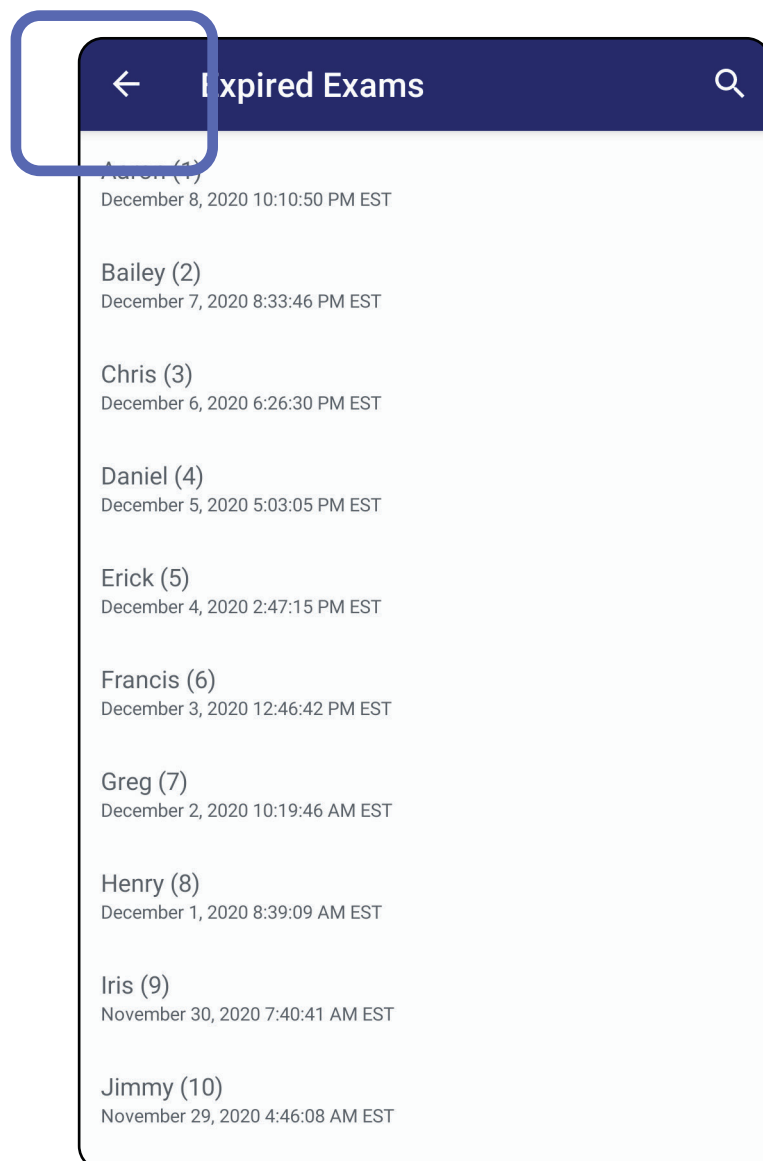 Expired Exams
Aaron (1)
December 8, 2020 10:10:50 PM EST
Bailey (2)
December 7, 2020 8:33:46 PM EST
Chris (3)
December 6, 2020 6:26:30 PM EST
Daniel (4)
December 5, 2020 5:03:05 PM EST
Erick (5)
December 4, 2020 2:47:15 PM EST
Francis (6)
December 3, 2020 12:46:42 PM EST
Greg (7)
December 2, 2020 10:19:46 AM EST
Henry (8)
December 1, 2020 8:39:09 AM EST
Iris (9)
November 30, 2020 7:40:41 AM EST
Jimmy (10)
November 29, 2020 4:46:08 AM EST